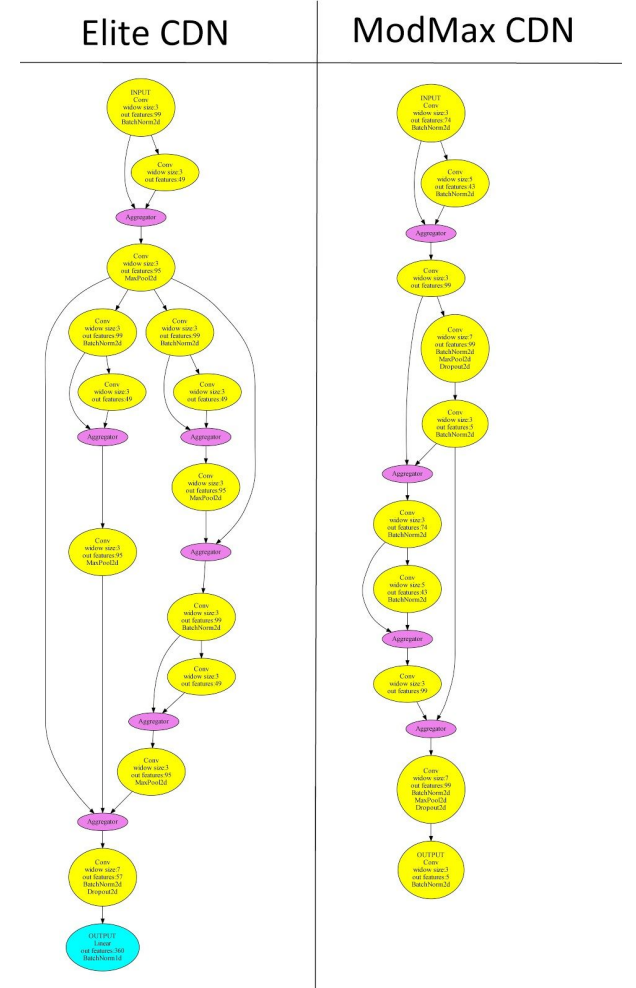 Elite CDN
INPUT
Conv
widow size:3
out features:99
BatchNorm2d
Conv
widow size:3
out features:49
Aggregator
Conv
widow size:3
out features:95
MaxPool2d
Conv
widow size:3
out features:99
BatchNorm2d
Conv
widow size:3
out features:99
BatchNorm2d
Conv
widow size:3
out features:49
Conv
widow size:3
out features:49
Aggregator
Aggregator
Conv
widow size:3
out features:95
MaxPool2d
Conv
widow size:3
out features:95
MaxPool2d
Aggregator
Conv
widow size:3
out features:99
BatchNorm2d
Conv
widow size:3
out features:49
Aggregator
Conv
widow size:3
out features:95
MaxPool2d
Aggregator
Conv
widow size:7
out features:57
BatchNorm2d
Dropout2d
OUTPUT
Linear
out features:360
BatchNorm1d
ModMax CDN
INPUT
Conv
widow size:3
out features:74
BatchNorm2d
Conv
widow size:5
out features:43
BatchNorm2d
Aggregator
Conv
widow size:3
out features:99
Conv
widow size:7
out features:99
BatchNorm2d
MaxPool2d
Dropout2d
Conv
widow size:3
out features:5
BatchNorm2d
Aggregator
Conv
widow size:3
out features:74
BatchNorm2d
Conv
widow size:5
out features:43
BatchNorm2d
Aggregator
Conv
widow size:3
out features:99
Aggregator
Conv
widow size:7
out features:99
BatchNorm2d
MaxPool2d
Dropout2d
OUTPUT
Conv
widow size:3
out features:5
BatchNorm2d